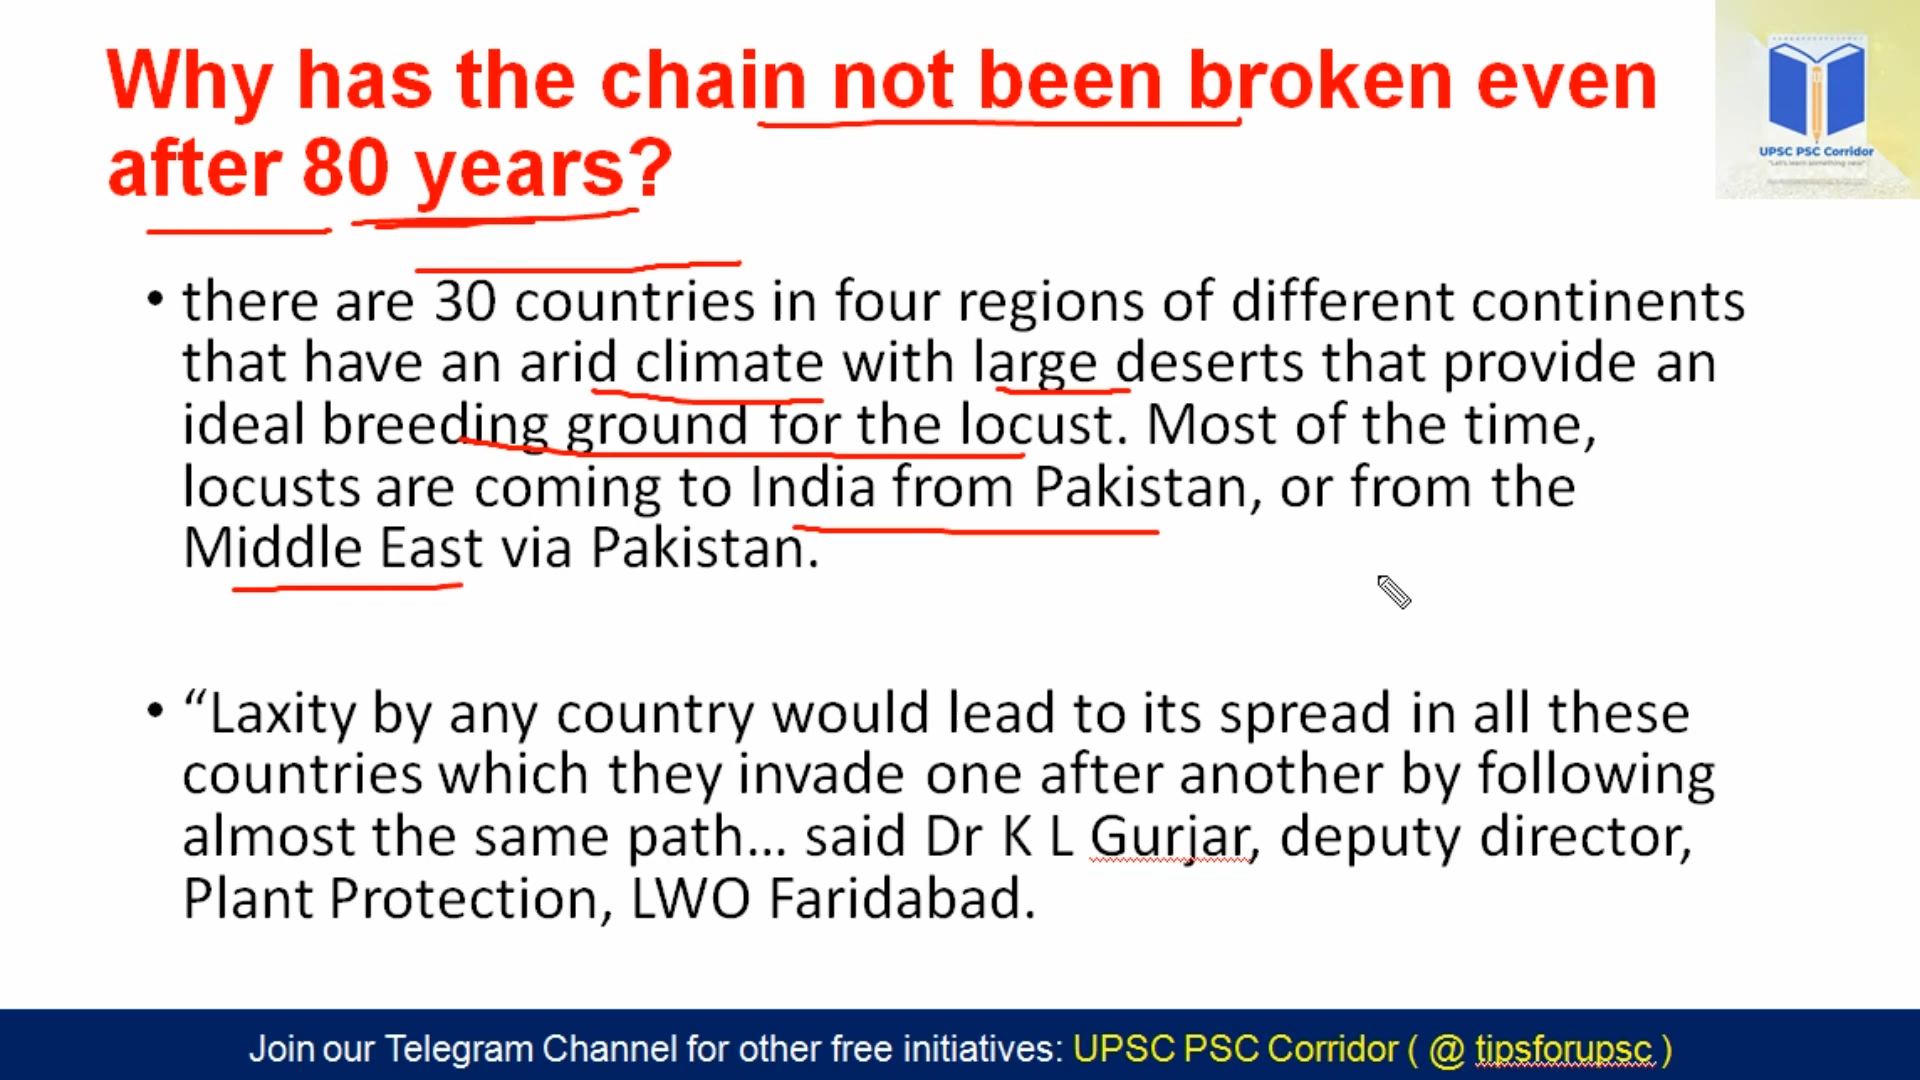 Why has the chain not been broken even
after 80 years?
UPSC PSC Corridor
"Let's learn something new"
• there are 30 countries in four regions of different continents
that have an arid climate with large deserts that provide an
ideal breeding ground for the locust. Most of the time,
locusts are coming to India from Pakistan, or from the
Middle East via Pakistan.
• “Laxity by any country would lead to its spread in all these
countries which they invade one after another by following
almost the same path... said Dr K L Gurjar, deputy director,
Plant Protection, LWO Faridabad.
Join our Telegram Channel for other free initiatives: UPSC PSC Corridor ( @ tipsforupsc )